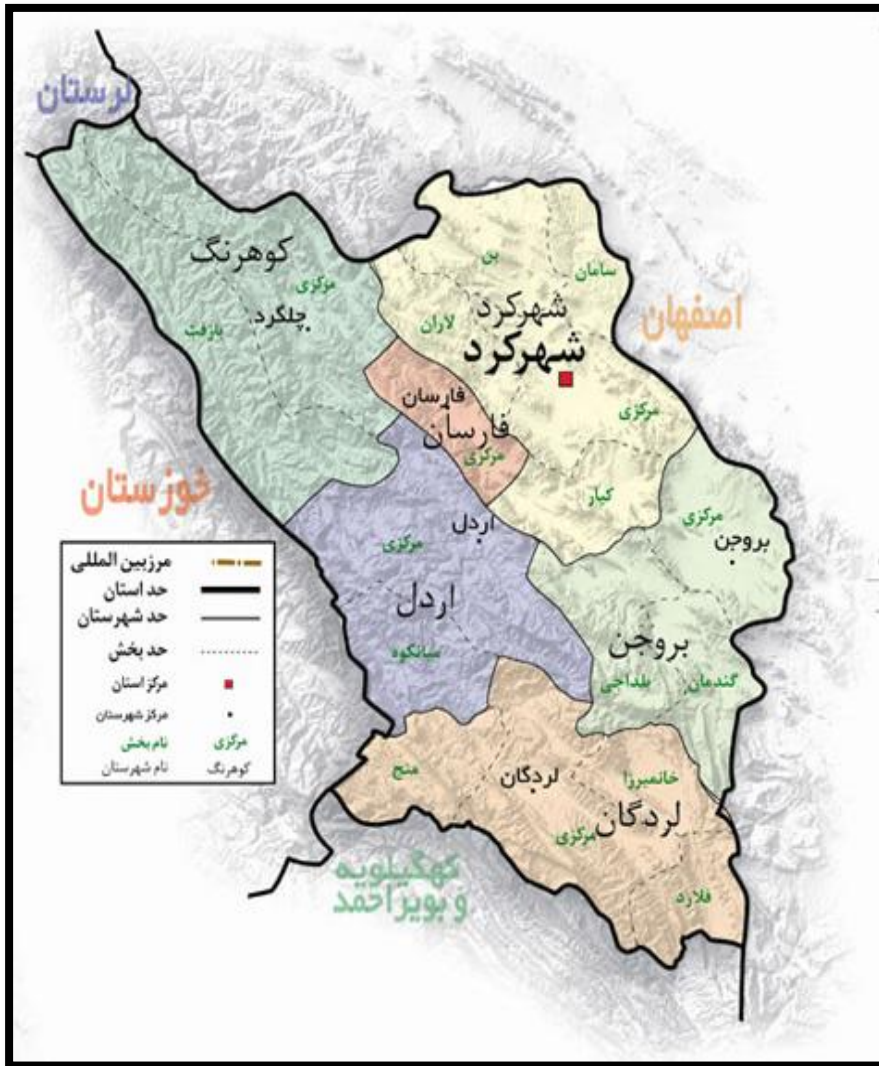 لرستان
کوهرنگ
مرکزی
چلگرد
بازفت
بن
سامان
لاران
شهرکرد
شهرکرد
اصفهان
مرکزی
کیار
فارسان
فارسان
مرکزی
خوزستان
اردل
مرکزی
اردل
میانکوه
مرکزی
بروجن
بروجن
بلداجی
گندمان
منج
لردگان
خانمیرزا
لردگان
مرکزی
فلارد
کهگیلویه
و بویراحمد
مرزبین المللی
حد استان
حد شهرستان
حد بخش
مرکز استان
مرکز شهرستان
نام بخش مرکزی
نام شهرستان کوهرنگ